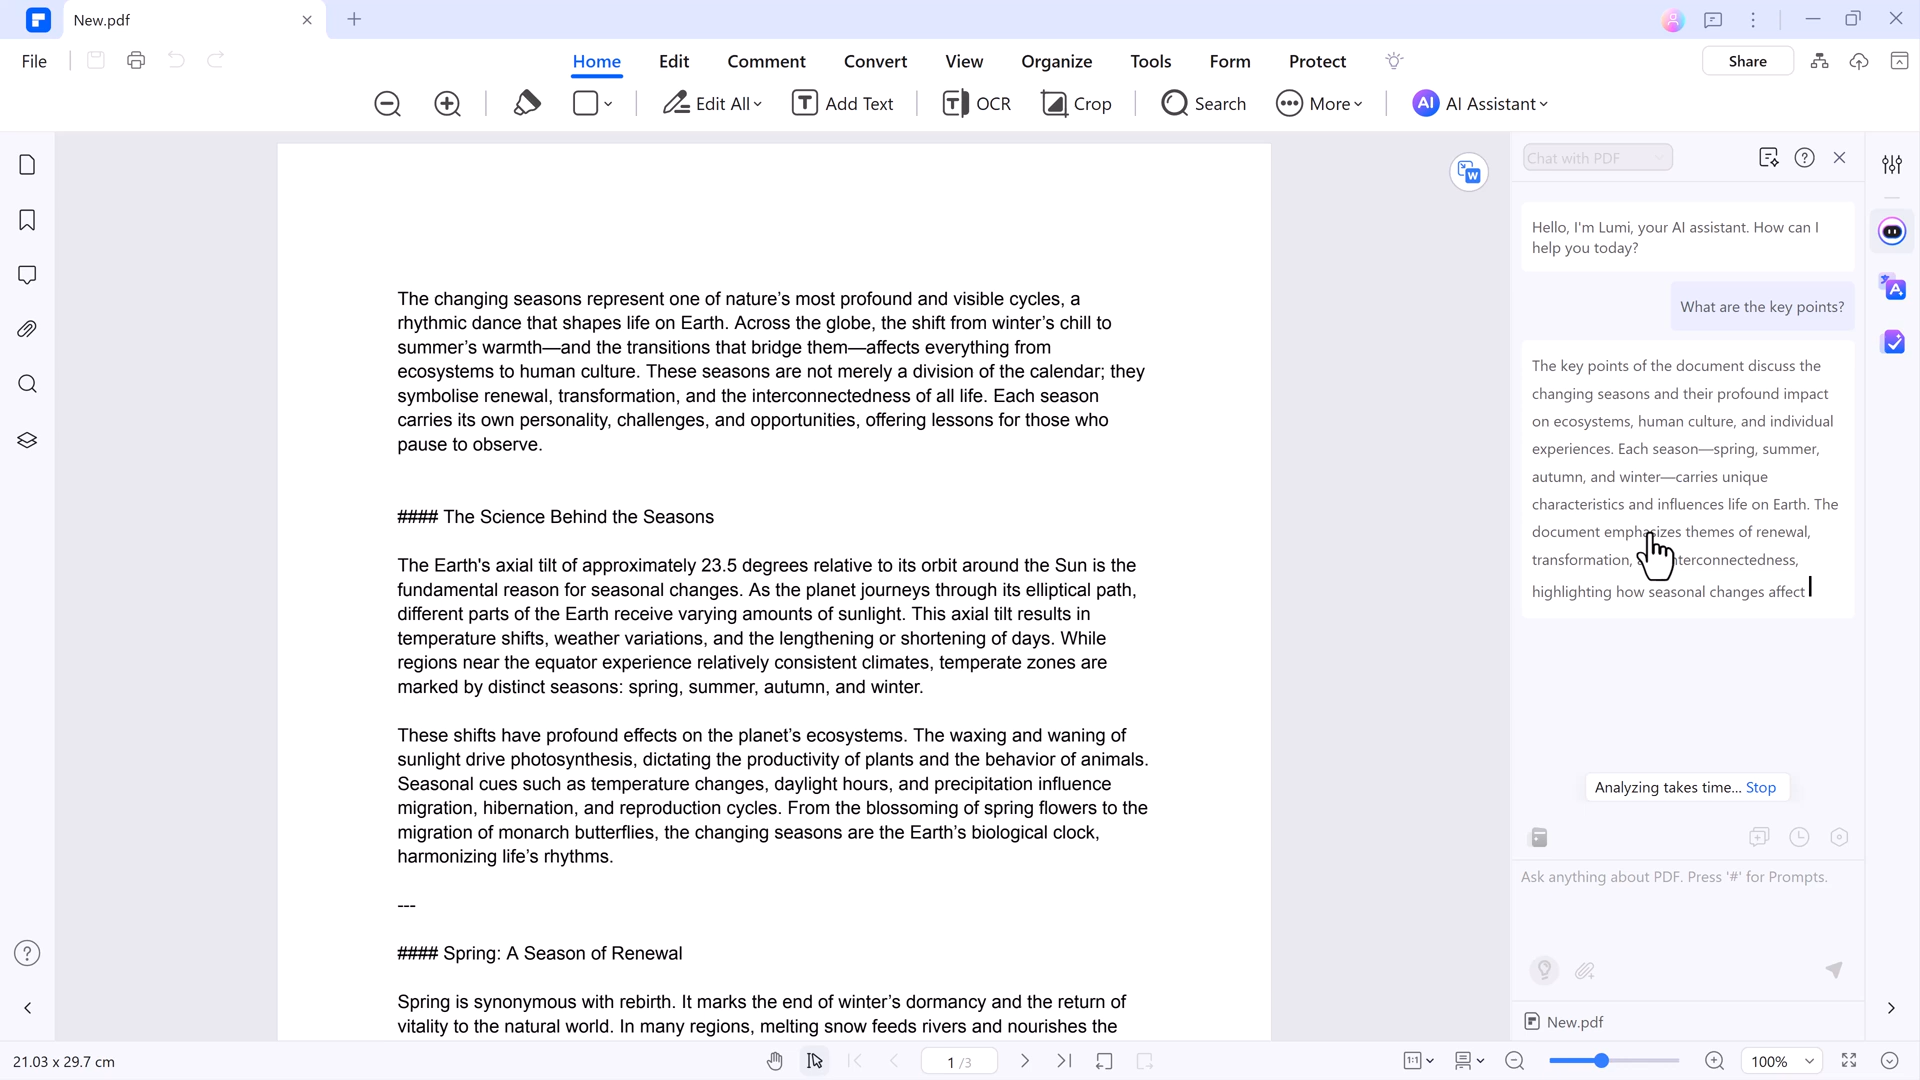 New.pdf
File
Home
Edit
Comment
Convert
View
Organize
Tools
Form
Protect
Share
Edit All
Add Text
OCR
Crop
Search
More
AI Assistant
The changing seasons represent one of nature’s most profound and visible cycles, a
rhythmic dance that shapes life on Earth. Across the globe, the shift from winter’s chill to
summer’s warmth—and the transitions that bridge them—affects everything from
ecosystems to human culture. These seasons are not merely a division of the calendar; they
symbolise renewal, transformation, and the interconnectedness of all life. Each season
carries its own personality, challenges, and opportunities, offering lessons for those who
pause to observe.
#### The Science Behind the Seasons
The Earth's axial tilt of approximately 23.5 degrees relative to its orbit around the Sun is the
fundamental reason for seasonal changes. As the planet journeys through its elliptical path,
different parts of the Earth receive varying amounts of sunlight. This axial tilt results in
temperature shifts, weather variations, and the lengthening or shortening of days. While
regions near the equator experience relatively consistent climates, temperate zones are
marked by distinct seasons: spring, summer, autumn, and winter.
These shifts have profound effects on the planet’s ecosystems. The waxing and waning of
sunlight drive photosynthesis, dictating the productivity of plants and the behavior of animals.
Seasonal cues such as temperature changes, daylight hours, and precipitation influence
migration, hibernation, and reproduction cycles. From the blossoming of spring flowers to the
migration of monarch butterflies, the changing seasons are the Earth’s biological clock,
harmonizing life’s rhythms.
---
#### Spring: A Season of Renewal
Spring is synonymous with rebirth. It marks the end of winter’s dormancy and the return of
vitality to the natural world. In many regions, melting snow feeds rivers and nourishes the
Chat with PDF
Hello, I'm Lumi, your AI assistant. How can I
help you today?
What are the key points?
The key points of the document discuss the
changing seasons and their profound impact
on ecosystems, human culture, and individual
experiences. Each season—spring, summer,
autumn, and winter—carries unique
characteristics and influences life on Earth. The
document emphasizes themes of renewal,
transformation, interconnectedness,
highlighting how seasonal changes affect
Analyzing takes time... Stop
Ask anything about PDF. Press '#' for Prompts.
New.pdf
21.03 x 29.7 cm
1 /3
1:1
100%